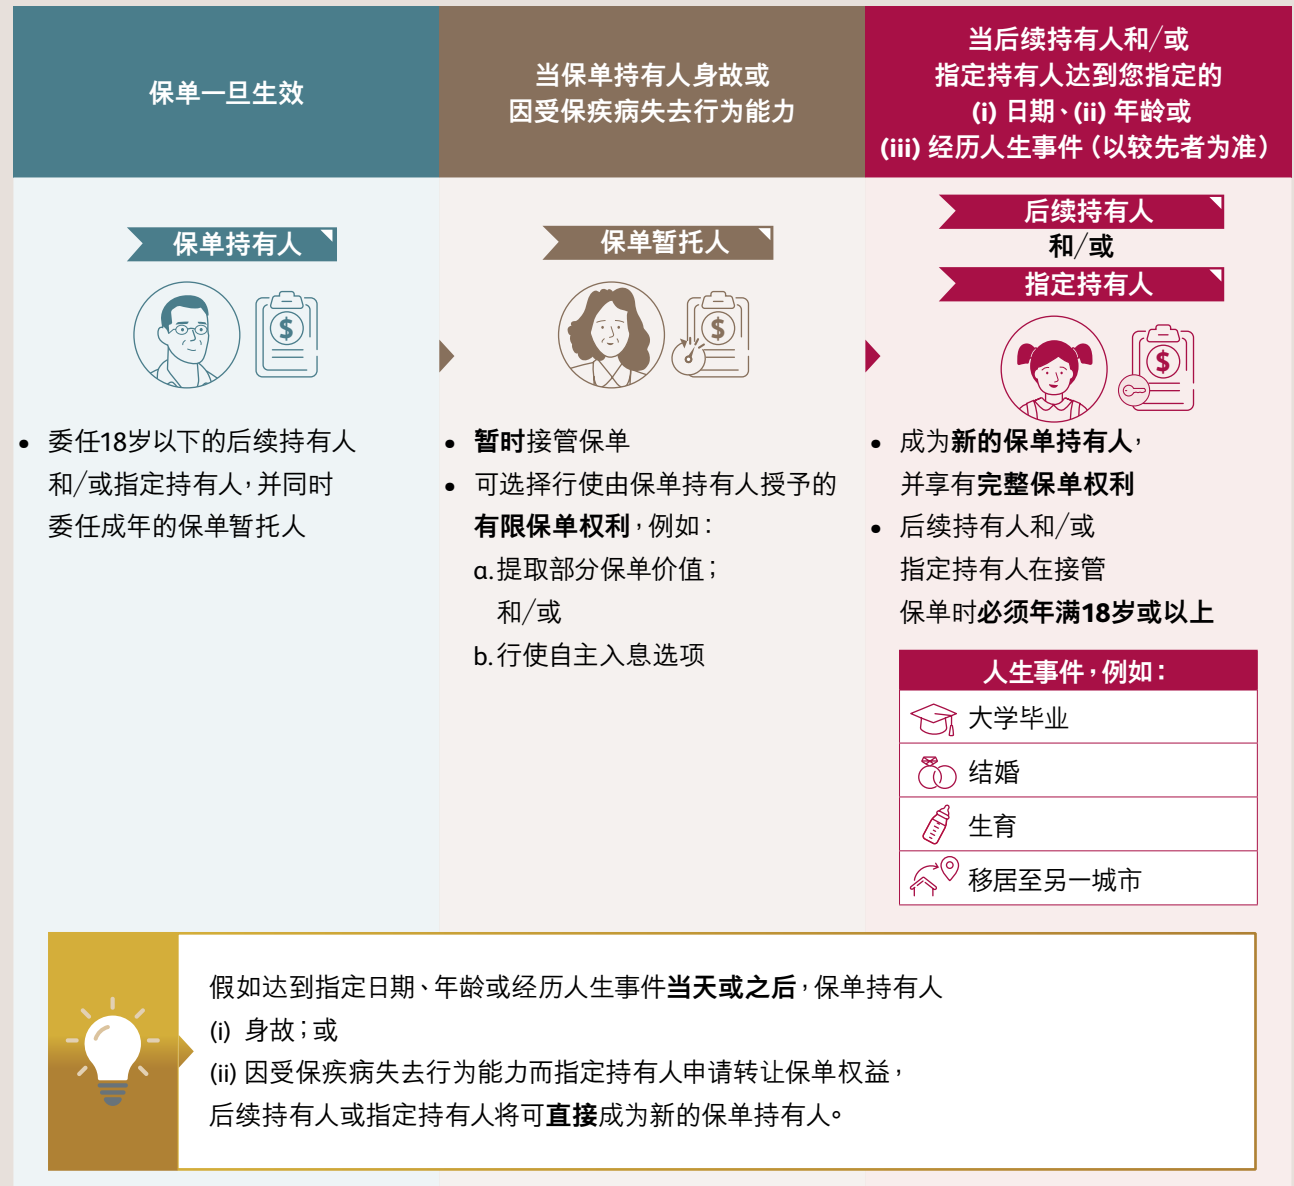 保单一旦生效
当保单持有人身故或
因受保疾病失去行为能力
当后续持有人和/或
指定持有人达到您指定的
(i) 日期、(ii) 年龄或
(iii) 经历人生事件（以较先者为准）
保单持有人
$
• 委任18岁以下的后续持有人
和/或指定持有人，并同时
委任成年的保单暂托人
保单暂托人
$
• 暂时接管保单
• 可选择行使由保单持有人授予的
有限保单权利，例如：
a.提取部分保单价值；
和/或
b.行使自主入息选项
后续持有人
和/或
指定持有人
$
• 成为新的保单持有人，
并享有完整保单权利
• 后续持有人和/或
指定持有人在接管
保单时必须年满18岁或以上
人生事件，例如：
大学毕业
结婚
生育
移居至另一城市
假如达到指定日期、年龄或经历人生事件当天或之后，保单持有人
(i) 身故；或
(ii) 因受保疾病失去行为能力而指定持有人申请转让保单权益，
后续持有人或指定持有人将可直接成为新的保单持有人。